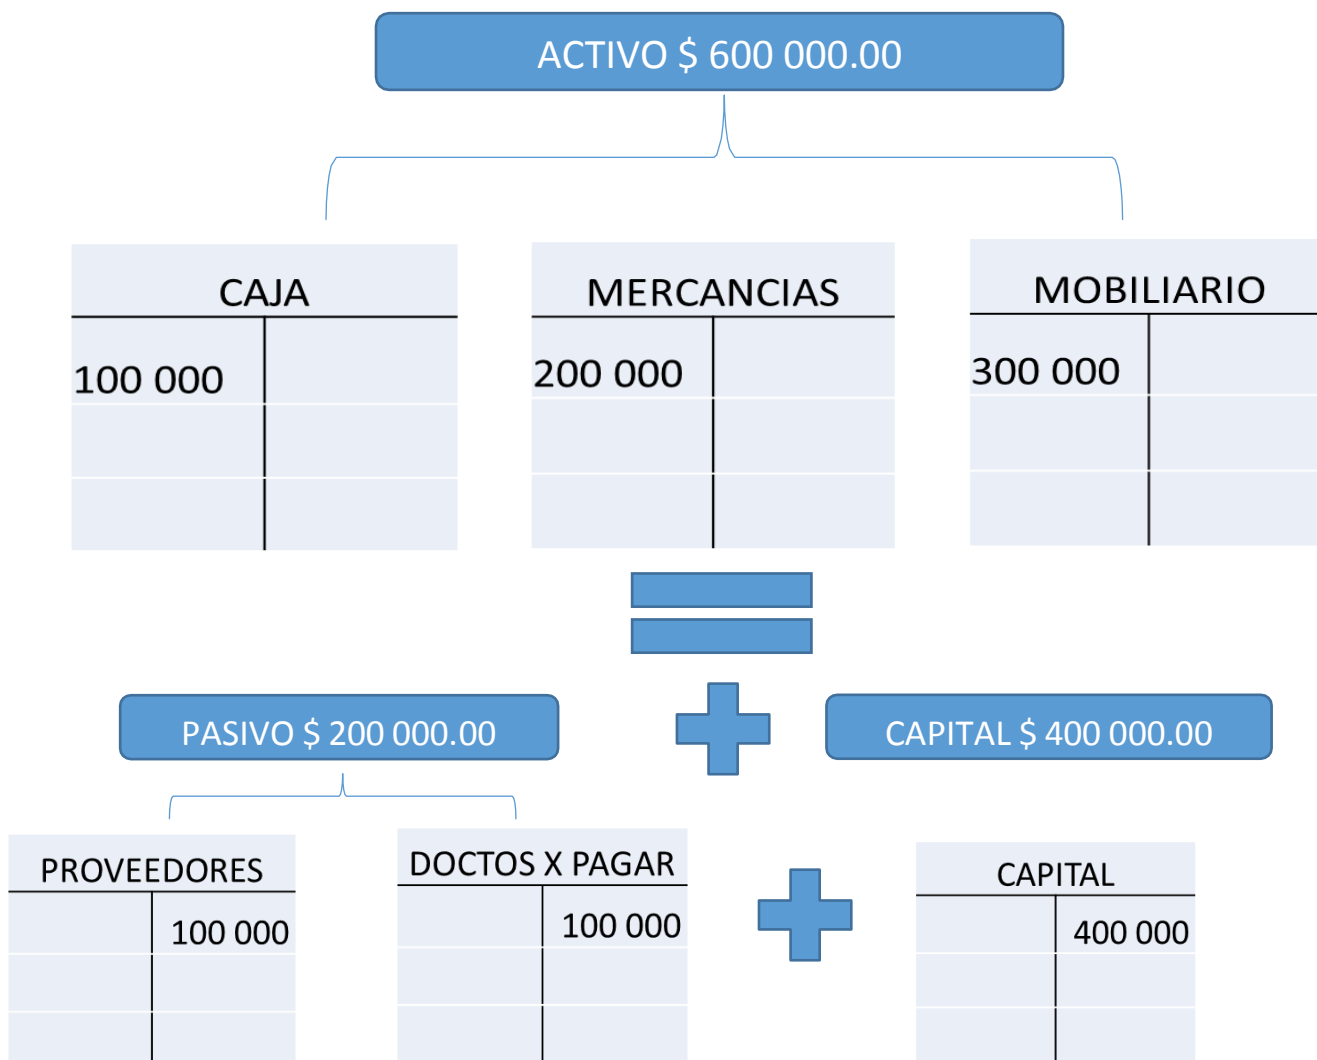 ACTIVO $ 600 000.00
CAJA
100 000
MERCANCIAS
200 000
MOBILIARIO
300 000
PASIVO $ 200 000.00
CAPITAL $ 400 000.00
PROVEEDORES
100 000
DOCTOS X PAGAR
100 000
CAPITAL
400 000